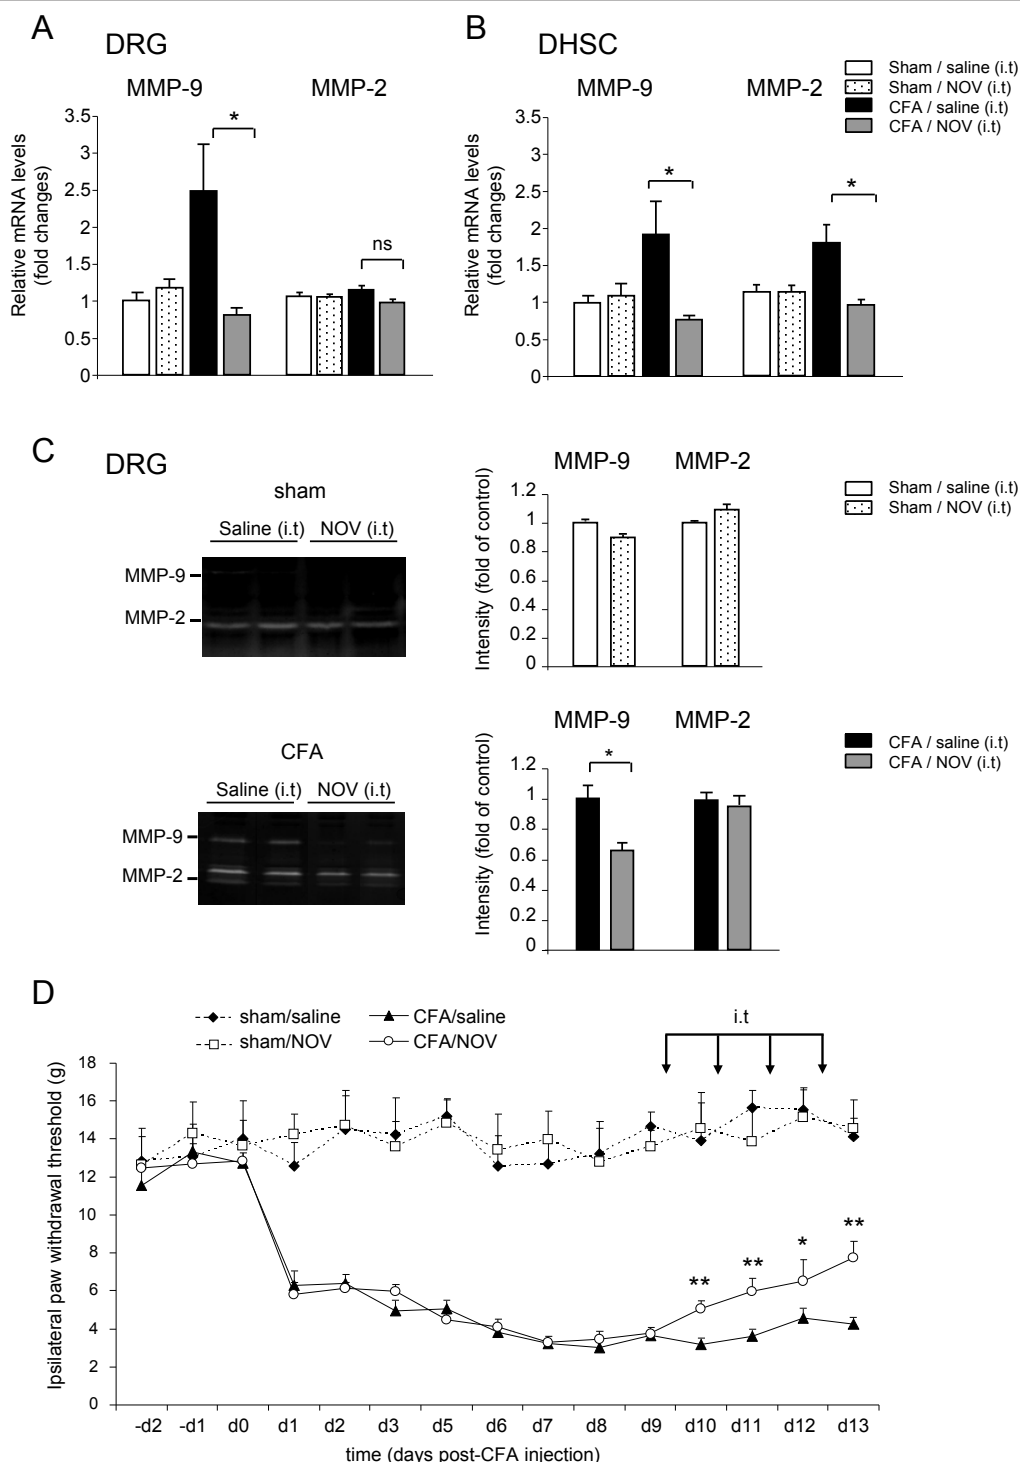 A
DRG
MMP-9
MMP-2
Relative mRNA levels
(fold changes)
3.5
3
2.5
2
1.5
1
0.5
0
*
ns
B
DHSC
MMP-9
MMP-2
Relative mRNA levels
(fold changes)
3.5
3
2.5
2
1.5
1
0.5
0
*
*
Sham / saline (i.t)
Sham / NOV (i.t)
CFA / saline (i.t)
CFA / NOV (i.t)
C
DRG
sham
Saline (i.t)
NOV (i.t)
MMP-9
MMP-2
MMP-9
MMP-2
Intensity (fold of control)
1.2
1
0.8
0.6
0.4
0.2
0
Sham / saline (i.t)
Sham / NOV (i.t)
CFA
Saline (i.t)
NOV (i.t)
MMP-9
MMP-2
MMP-9
MMP-2
Intensity (fold of control)
1.2
1
0.8
0.6
0.4
0.2
0
*
CFA / saline (i.t)
CFA / NOV (i.t)
D
sham/saline
CFA/saline
sham/NOV
CFA/NOV
i.t
Ipsilateral paw withdrawal threshold (g)
18
16
14
12
10
8
6
4
2
0
**
**
*
**
-d2 -d1 d0 d1 d2 d3 d5 d6 d7 d8 d9 d10 d11 d12 d13
time (days post-CFA injection)